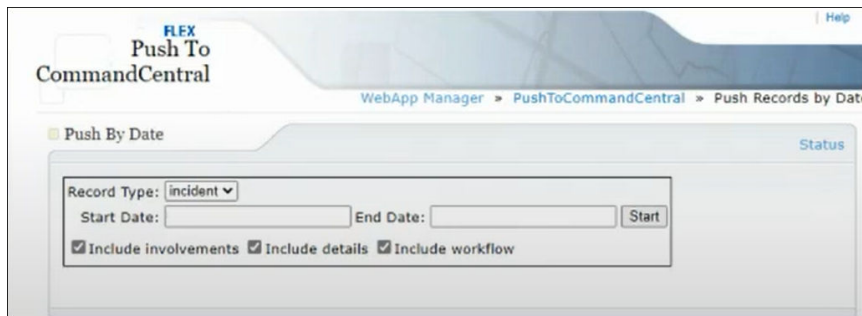 Help
FLEX
Push To
CommandCentral
WebApp Manager » PushToCommandCentral » Push Records by Dat
Push By Date
Status
Record Type: incident
Start Date: End Date: Start
Include involvements Include details Include workflow